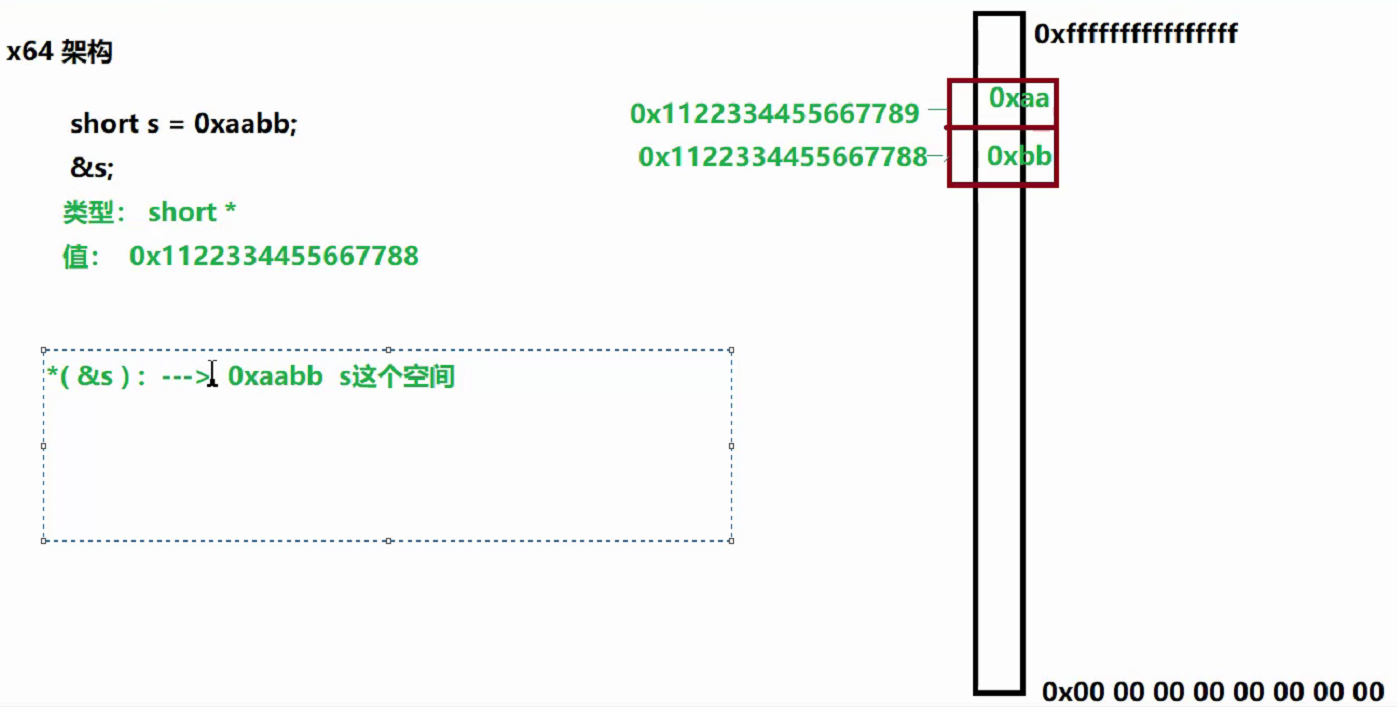 x64 架构
short s = 0xaabb;
&s;
类型： short *
值： 0x1122334455667788
*( &s )： ---> 0xaabb s这个空间
0xffffffffffffffff
0xaa
0x1122334455667789
0xbb
0x1122334455667788
0x00 00 00 00 00 00 00 00